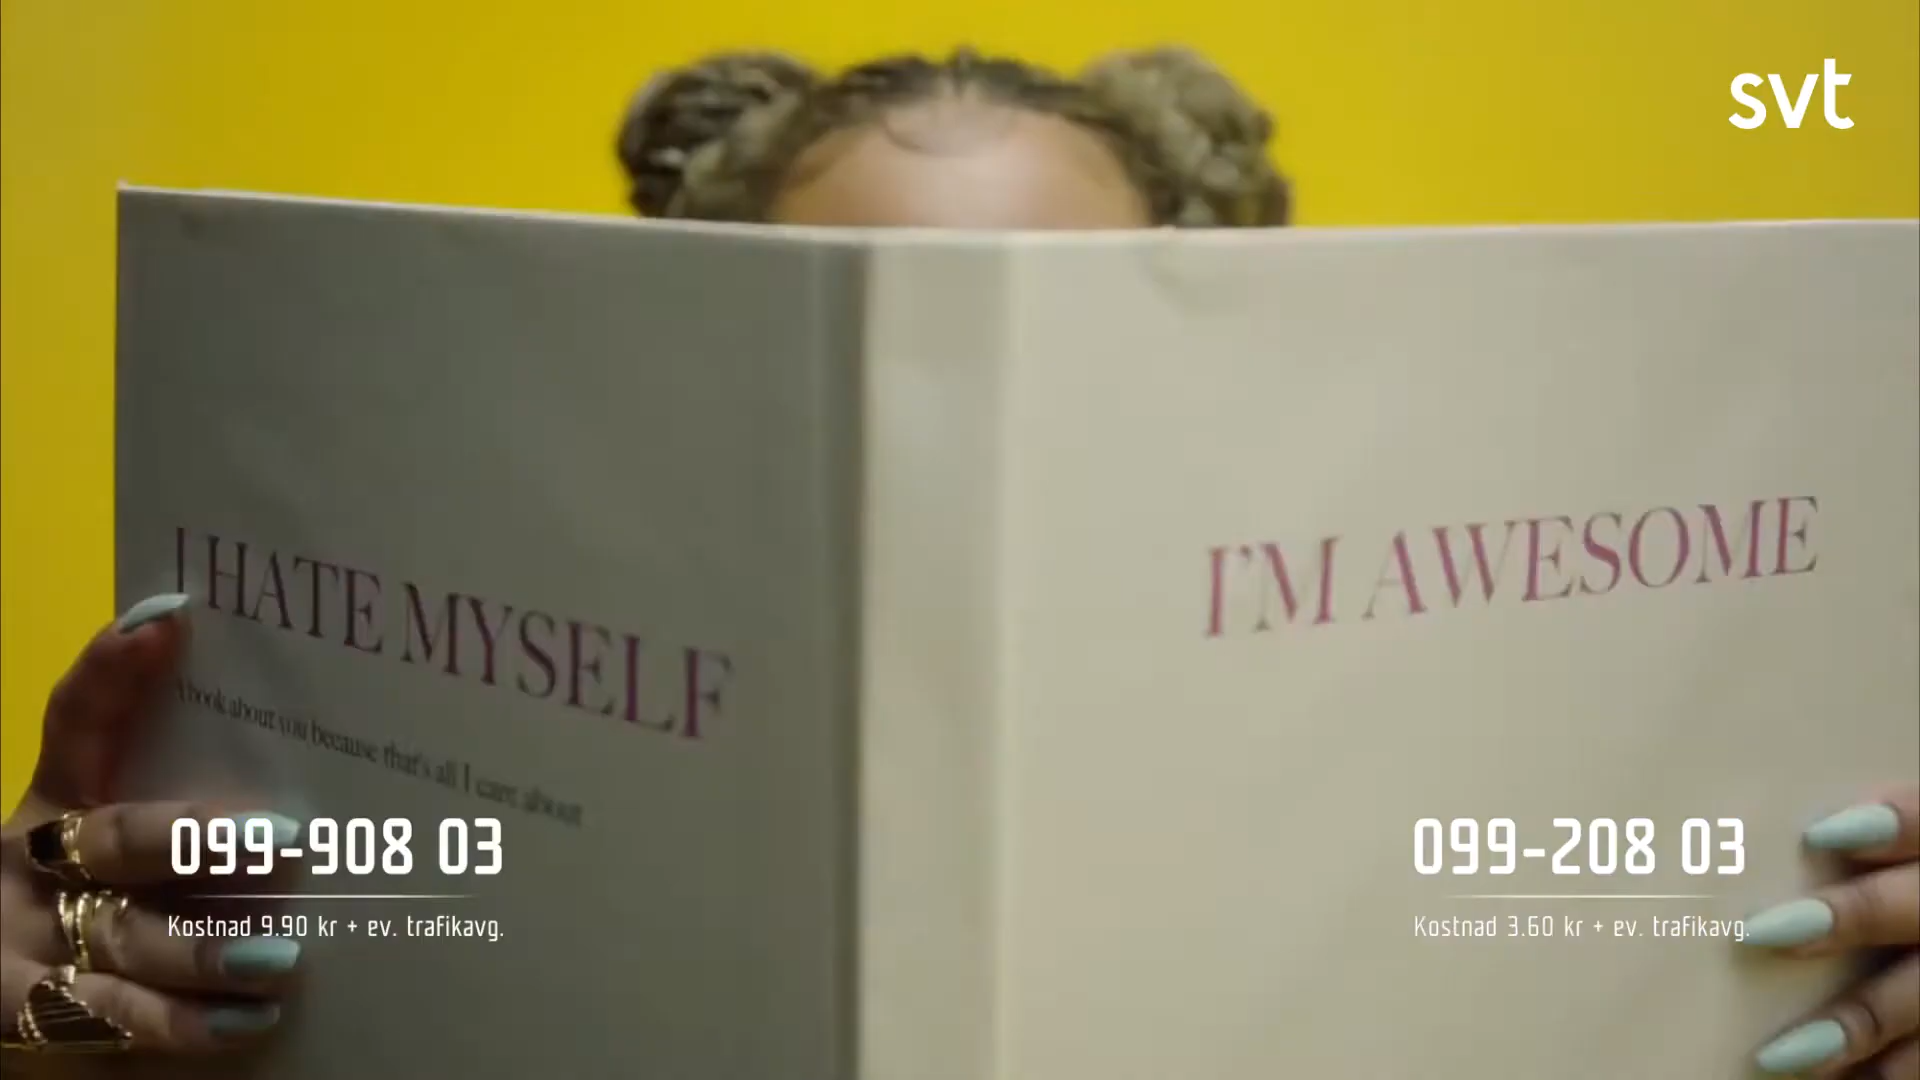 svt
I HATE MYSELF
A book about you because that's all I care about
I'M AWESOME
099-908 03
Kostnad 9.90 kr + ev. trafikavg.
099-208 03
Kostnad 3.60 kr + ev. trafikavg.